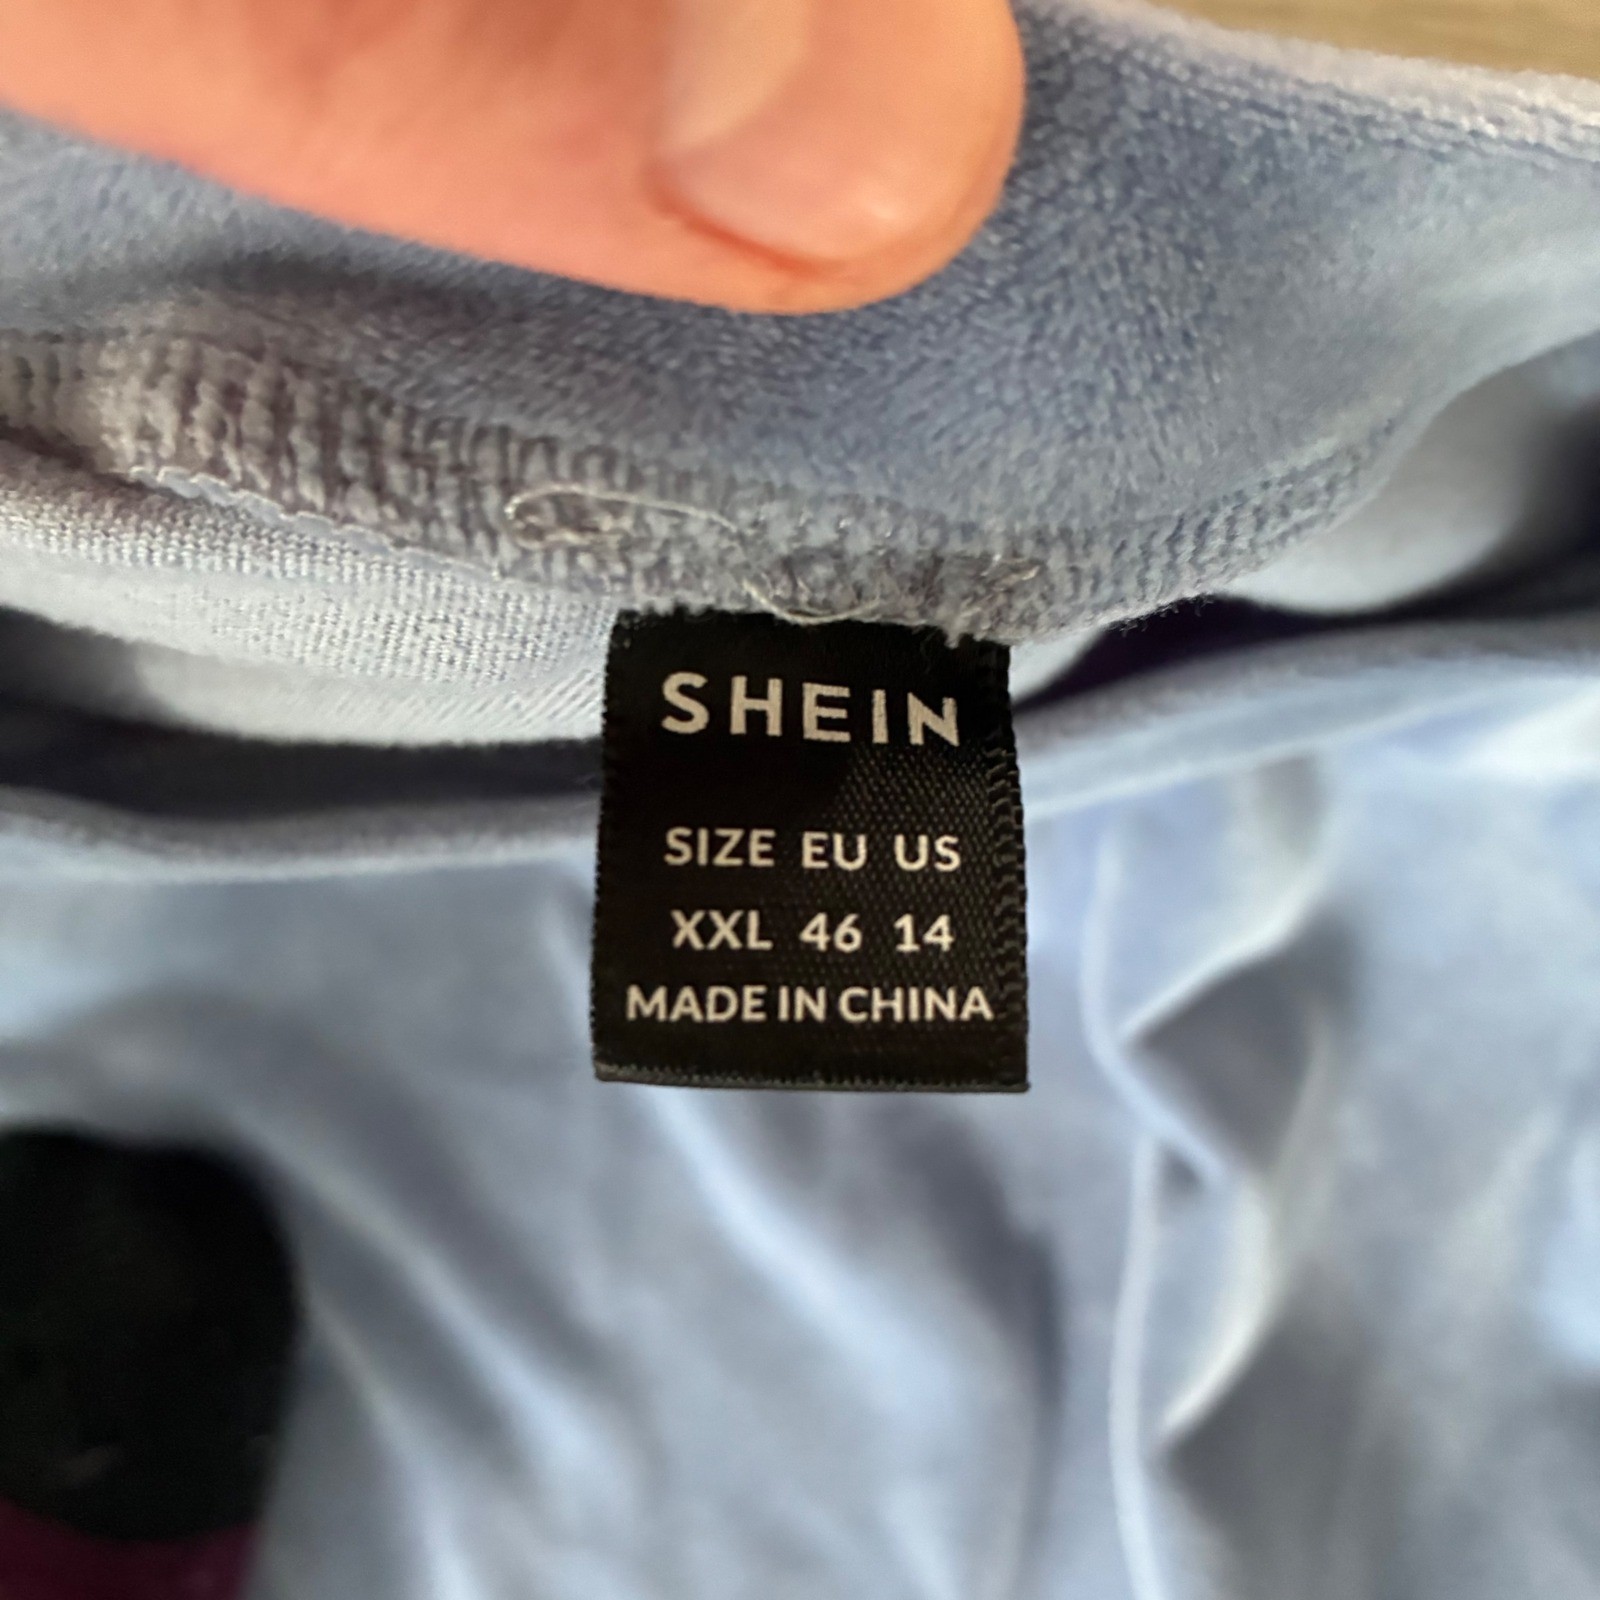 SHEIN
SIZE EU US
XXL 46 14
MADE IN CHINA